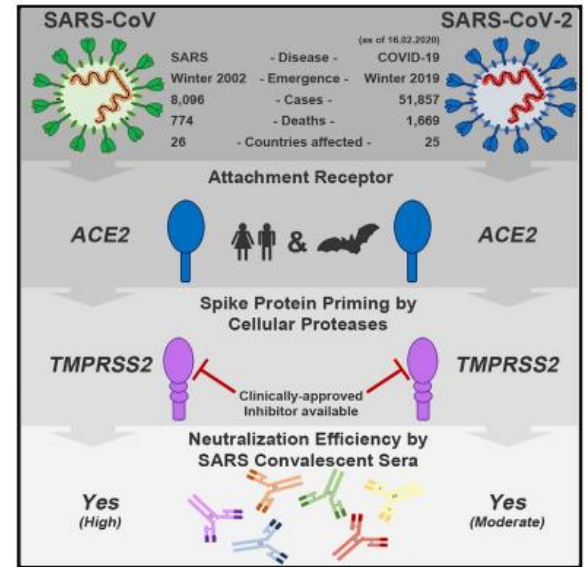 SARS-CoV
SARS-CoV-2
(as of 16.02.2020)
SARS - Disease - COVID-19
Winter 2002 - Emergence - Winter 2019
8,096 - Cases - 51,857
774 - Deaths - 1,669
26 - Countries affected - 25
Attachment Receptor
ACE2 & ACE2
Spike Protein Priming by
Cellular Proteases
TMPRSS2 TMPRSS2
Clinically-approved
Inhibitor available
Neutralization Efficiency by
SARS Convalescent Sera
Yes Yes
(High) (Moderate)